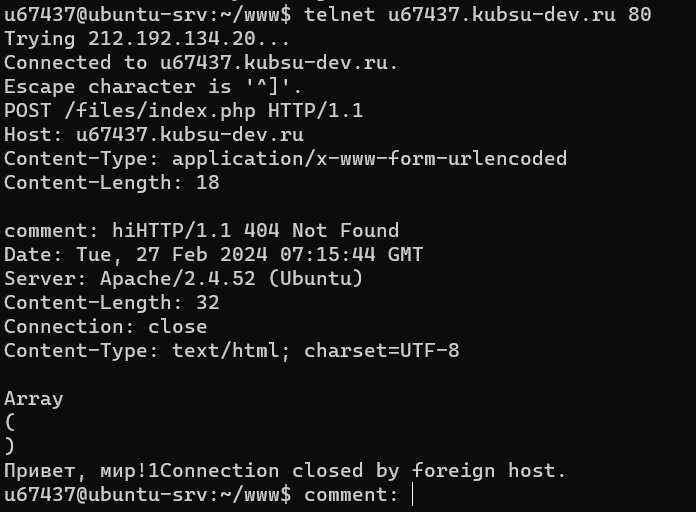 u67437@ubuntu-srv:~/www$ telnet u67437.kubsu-dev.ru 80
Trying 212.192.134.20...
Connected to u67437.kubsu-dev.ru.
Escape character is '^]'.
POST /files/index.php HTTP/1.1
Host: u67437.kubsu-dev.ru
Content-Type: application/x-www-form-urlencoded
Content-Length: 18

comment: hiHTTP/1.1 404 Not Found
Date: Tue, 27 Feb 2024 07:15:44 GMT
Server: Apache/2.4.52 (Ubuntu)
Content-Length: 32
Connection: close
Content-Type: text/html; charset=UTF-8

Array
(
)
Привет, мир!1Connection closed by foreign host.
u67437@ubuntu-srv:~/www$ comment: